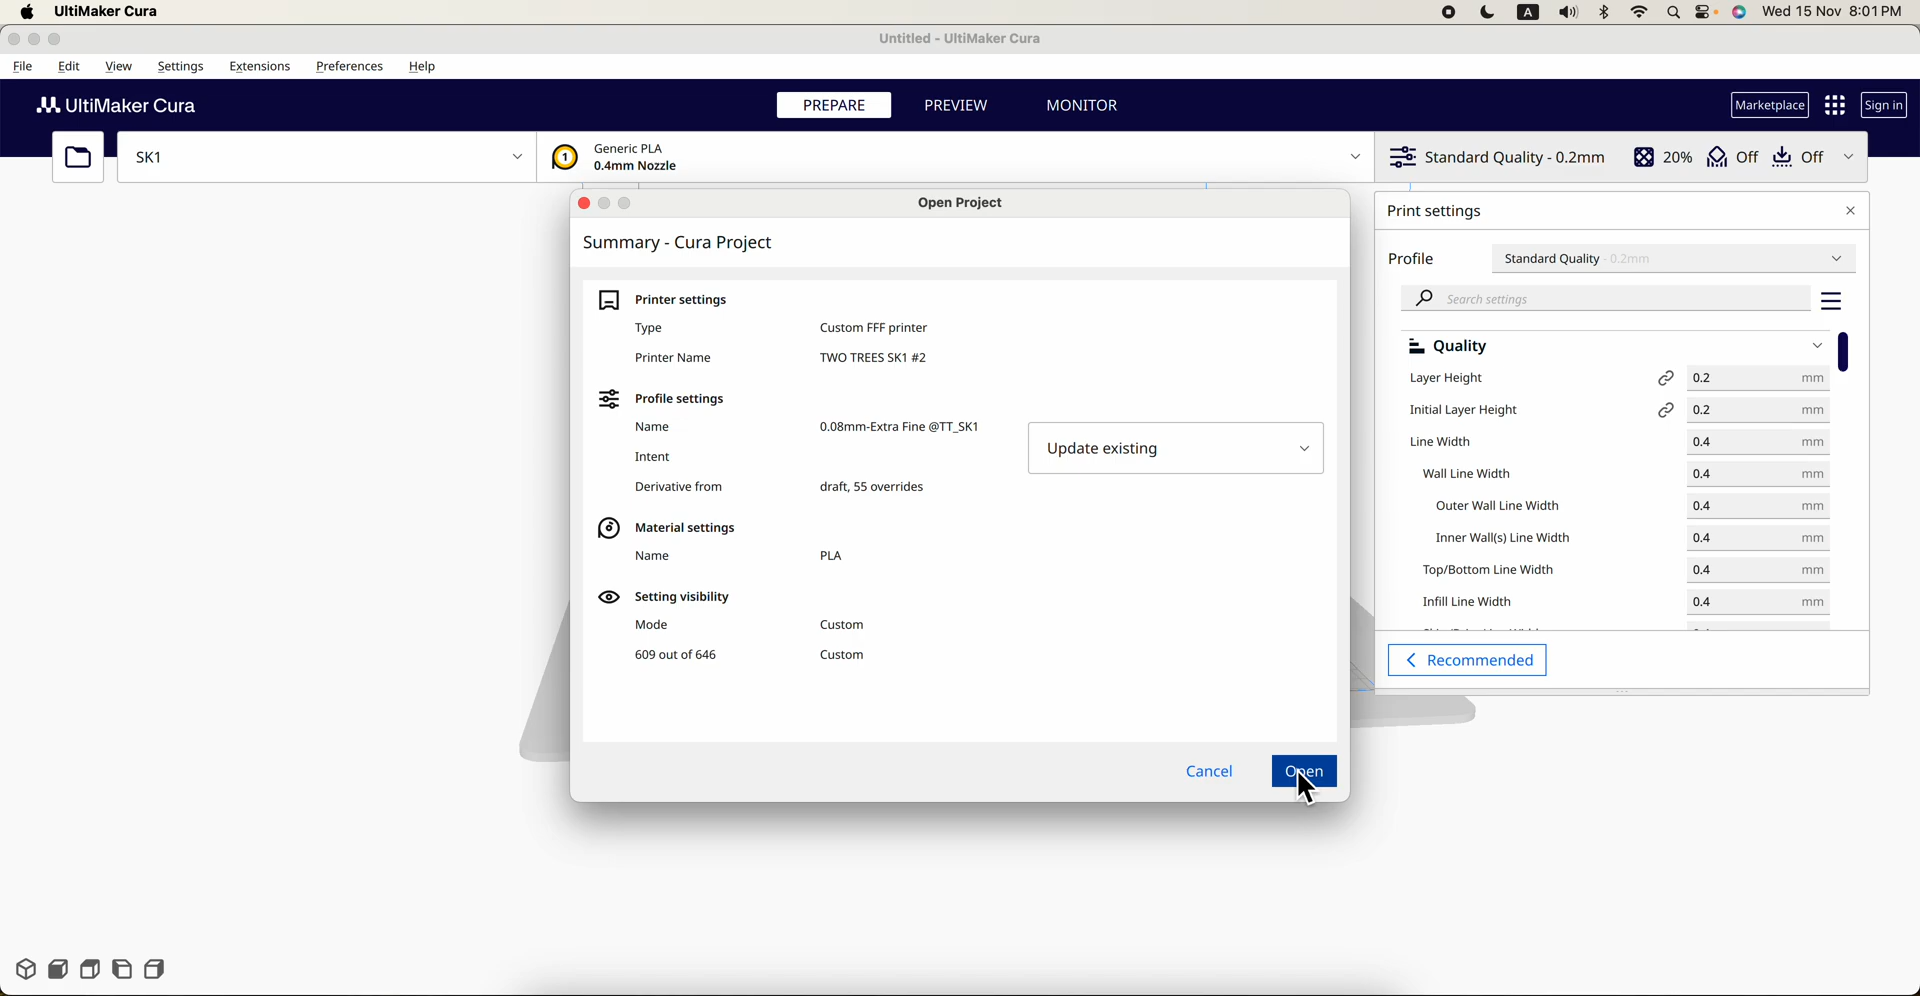 UltiMaker Cura
A
Wed 15 Nov 8:01 PM
Untitled - UltiMaker Cura
File Edit View Settings Extensions Preferences Help
UltiMaker Cura
PREPARE
PREVIEW
MONITOR
Marketplace
Sign in
SK1
1
Generic PLA
0.4mm Nozzle
Standard Quality - 0.2mm
20%
Off
Off
Open Project
Summary - Cura Project
Printer settings
Type Custom FFF printer
Printer Name TWO TREES SK1 #2
Profile settings
Name 0.08mm-Extra Fine @TT_SK1
Update existing
Intent
Derivative from draft, 55 overrides
Material settings
Name PLA
Setting visibility
Mode Custom
609 out of 646 Custom
Cancel
Open
Print settings
Profile Standard Quality - 0.2mm
Search settings
Quality
Layer Height 0.2 mm
Initial Layer Height 0.2 mm
Line Width 0.4 mm
Wall Line Width 0.4 mm
Outer Wall Line Width 0.4 mm
Inner Wall(s) Line Width 0.4 mm
Top/Bottom Line Width 0.4 mm
Infill Line Width 0.4 mm
Recommended